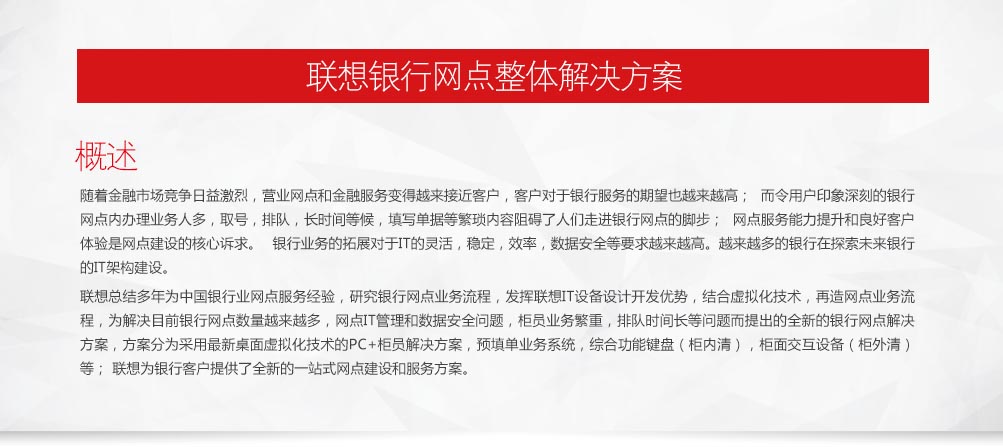 联想银行网点整体解决方案
概述
随着金融市场竞争日益激烈，营业网点和金融服务变得越来接近客户，客户对于银行服务的期望也越来越高； 而令用户印象深刻的银行
网点内办理业务人多，取号，排队，长时间等候，填写单据等繁琐内容阻碍了人们走进银行网点的脚步； 网点服务能力提升和良好客户
体验是网点建设的核心诉求。 银行业务的拓展对于IT的灵活，稳定，效率，数据安全等要求越来越高。越来越多的银行在探索未来银行
的IT架构建设。
联想总结多年为中国银行业网点服务经验，研究银行网点业务流程，发挥联想IT设备设计开发优势，结合虚拟化技术，再造网点业务流
程，为解决目前银行网点数量越来越多，网点IT管理和数据安全问题，柜员业务繁重，排队时间长等问题而提出的全新的银行网点解决
方案，方案分为采用最新桌面虚拟化技术的PC+柜员解决方案，预填单业务系统，综合功能键盘（柜内清），柜面交互设备（柜外清）
等； 联想为银行客户提供了全新的一站式网点建设和服务方案。